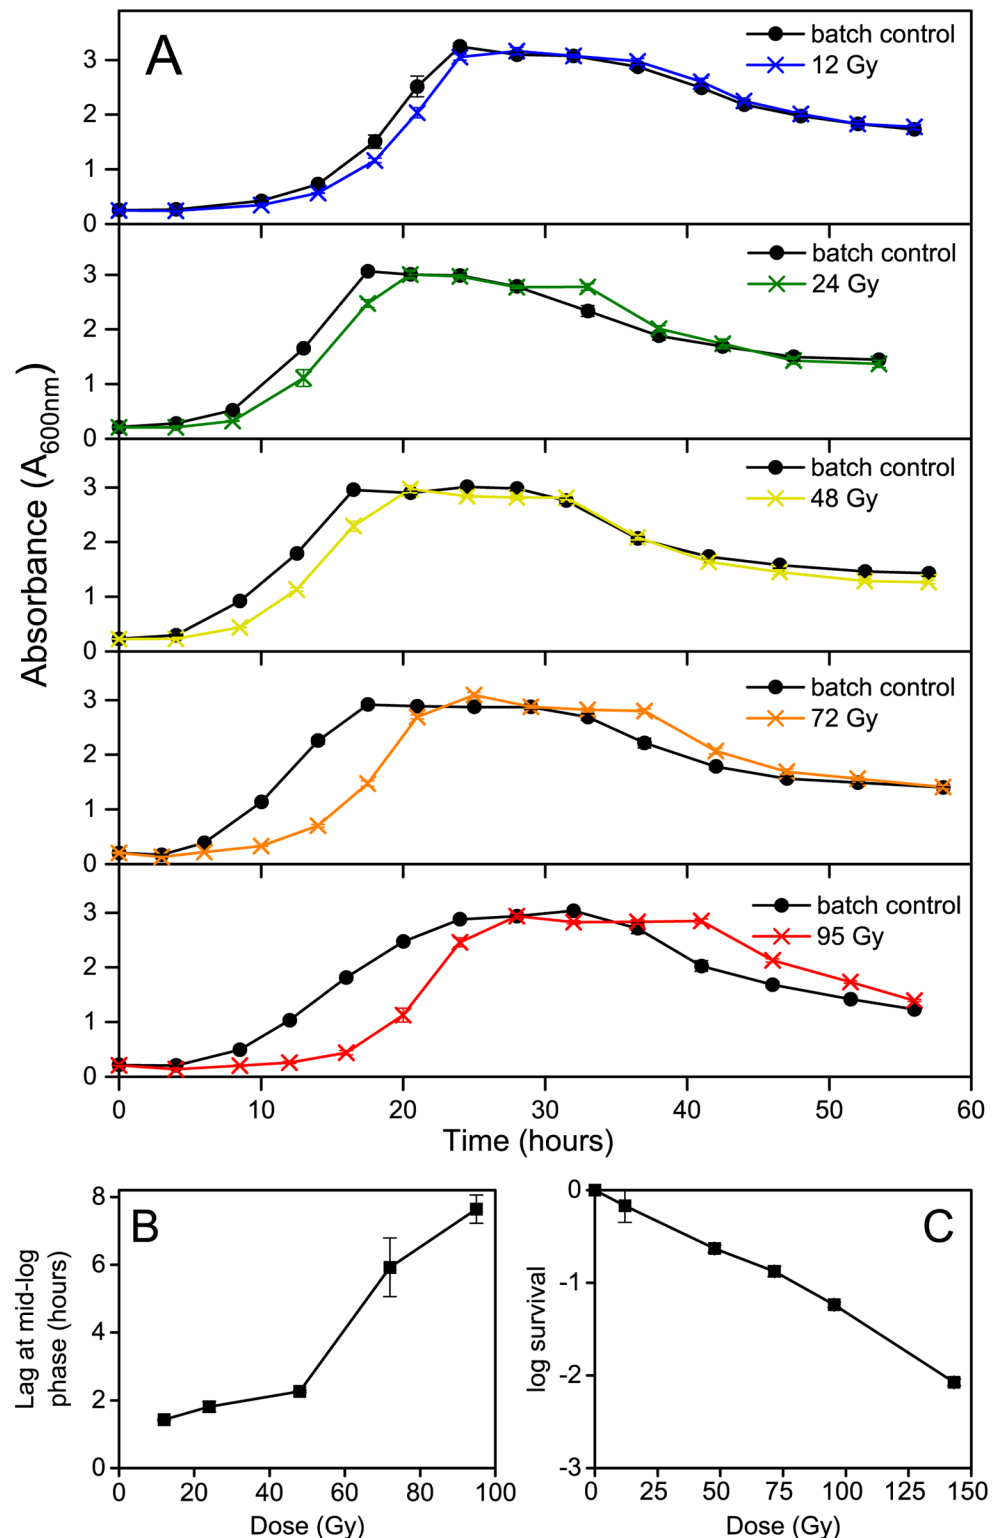 A
batch control
12 Gy
3
2
1
0
batch control
24 Gy
3
2
1
0
batch control
48 Gy
3
2
1
0
batch control
72 Gy
3
2
1
0
batch control
95 Gy
3
2
1
0
Absorbance (A600nm)
0 10 20 30 40 50 60
Time (hours)
B
8
6
4
2
0
Lag at mid-log
phase (hours)
0 20 40 60 80 100
Dose (Gy)
C
0
-1
-2
-3
log survival
0 25 50 75 100 125 150
Dose (Gy)